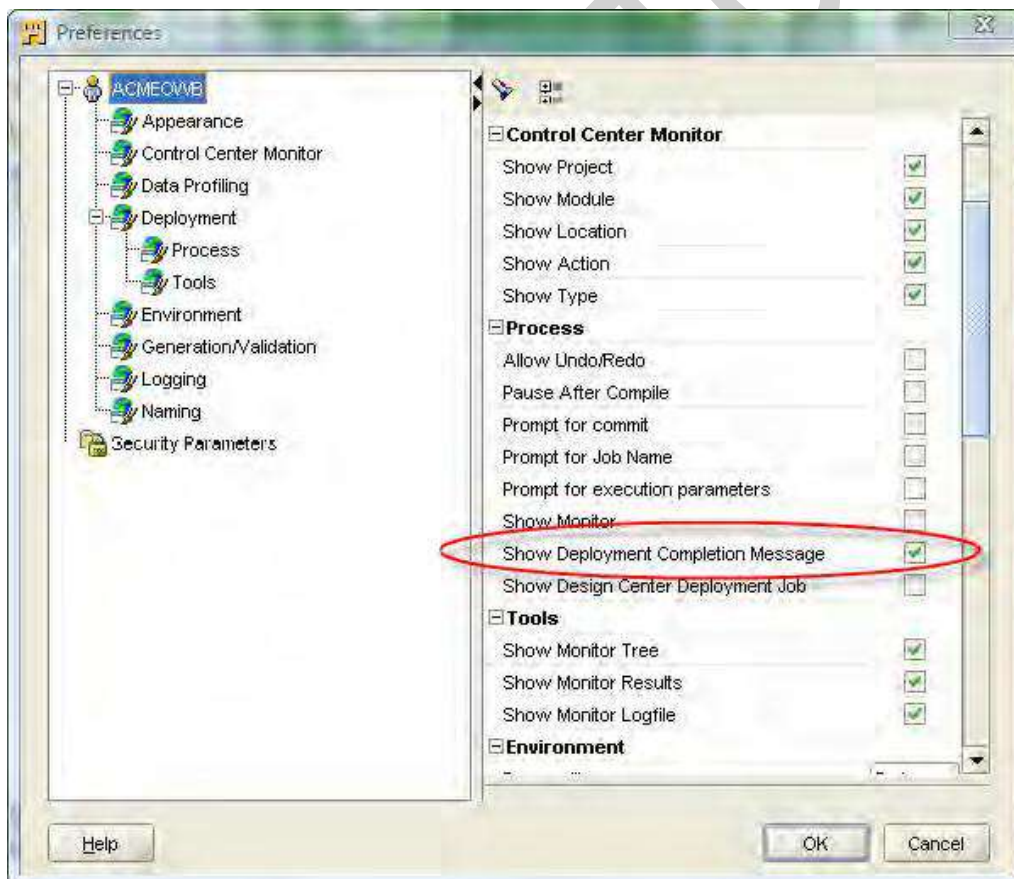 Preferences
ACMEOWB
Appearance
Control Center Monitor
Data Profiling
Deployment
Process
Tools
Environment
Generation/Validation
Logging
Naming
Security Parameters
Control Center Monitor
Show Project
Show Module
Show Location
Show Action
Show Type
Process
Allow Undo/Redo
Pause After Compile
Prompt for commit
Prompt for Job Name
Prompt for execution parameters
Show Monitor
Show Deployment Completion Message
Show Design Center Deployment Job
Tools
Show Monitor Tree
Show Monitor Results
Show Monitor Logfile
Environment
Help
OK
Cancel